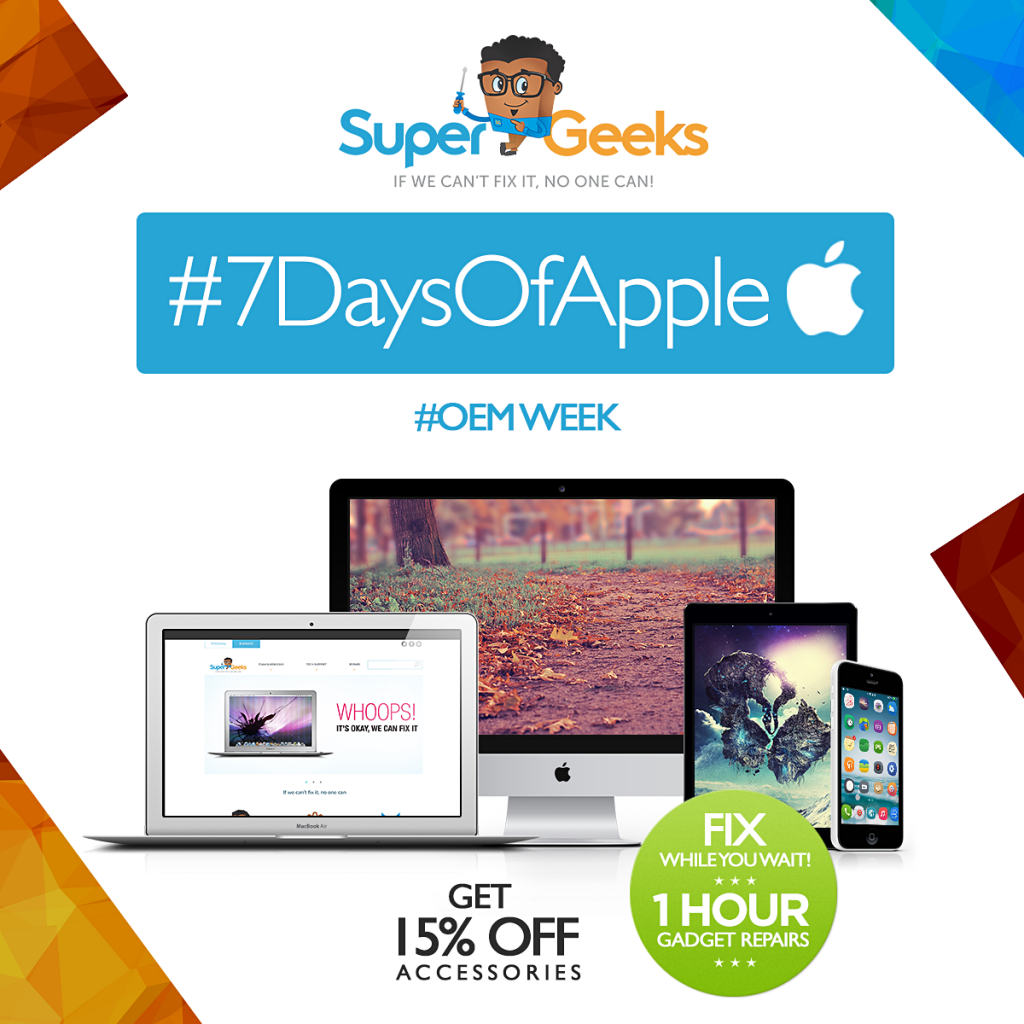 Super Geeks
IF WE CAN'T FIX IT, NO ONE CAN!
#7DaysOfApple
#OEM WEEK
Super Geeks
WHOOPS!
IT'S OKAY, WE CAN FIX IT
If we can't fix it, no one can
MacBook Air
FIX
WHILE YOU WAIT!
1 HOUR
GADGET REPAIRS
GET
15% OFF
ACCESSORIES